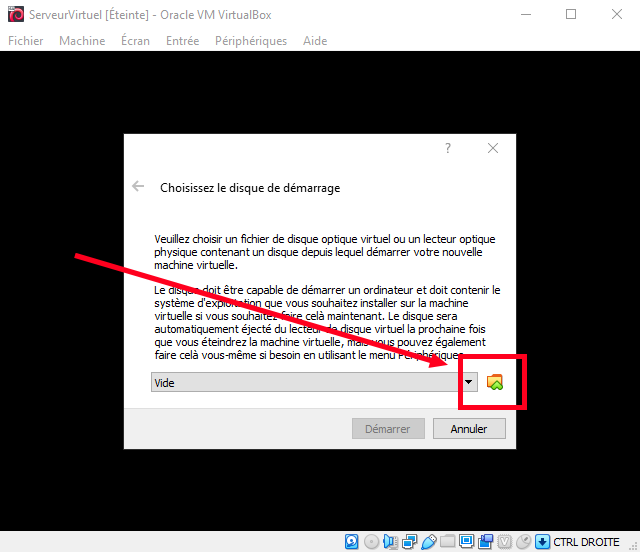 ServeurVirtuel [Éteinte] - Oracle VM VirtualBox
Fichier Machine Écran Entrée Périphériques Aide
?
Choisissez le disque de démarrage
Veuillez choisir un fichier de disque optique virtuel ou un lecteur optique
physique contenant un disque depuis lequel démarrer votre nouvelle
machine virtuelle.
Le disque doit être capable de démarrer un ordinateur et doit contenir le
système d'exploitation que vous souhaitez installer sur la machine
virtuelle si vous souhaitez faire celà maintenant. Le disque sera
automatiquement éjecté du lecteur de disque virtuel la prochaine fois
que vous éteindrez la machine virtuelle, mais vous pouvez également
faire celà vous-même si besoin en utilisant le menu Périphériques.
Vide
Démarrer Annuler
CTRL DROITE